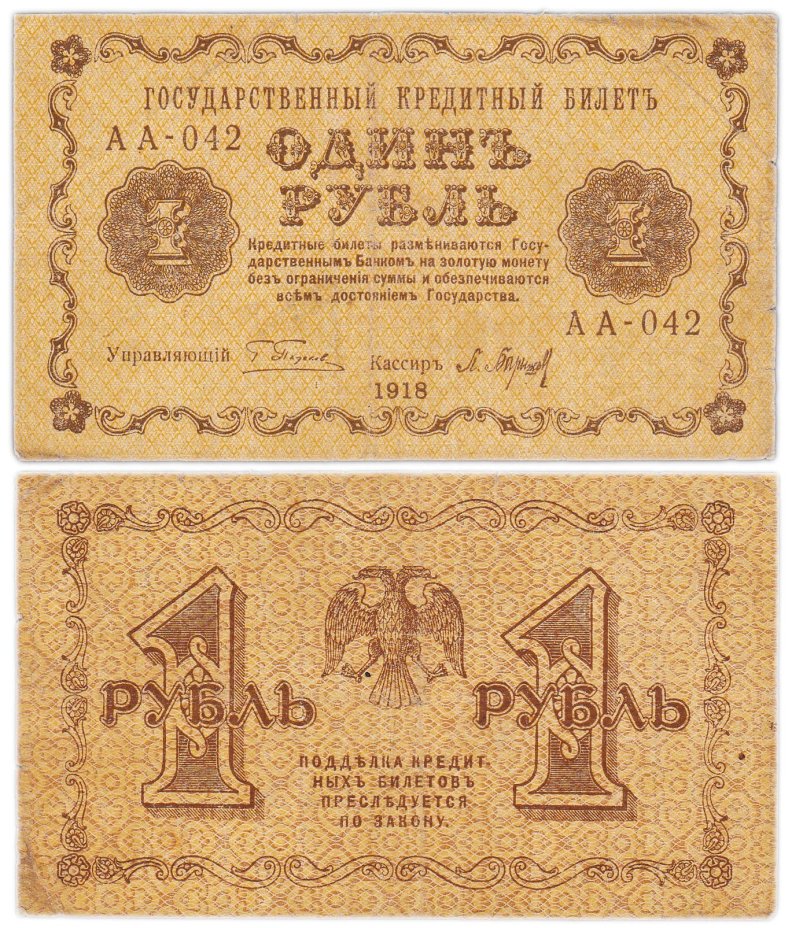 ГОСУДАРСТВЕННЫЙ КРЕДИТНЫЙ БИЛЕТЪ
АА-042
ОДИНЪ
РУБЛЬ
1
1
Кредитные билеты размѣниваются Госу-
дарственнымъ Банкомъ на золотую монету
безъ ограниченія суммы и обезпечиваются
всѣмъ достояніемъ Государства.
АА-042
Управляющій
Кассиръ
1918
1
РУБЛЬ
1
РУБЛЬ
ПОДДѢЛКА КРЕДИТ-
НЫХЪ БИЛЕТОВЪ
ПРЕСЛѢДУЕТСЯ
ПО ЗАКОНУ.